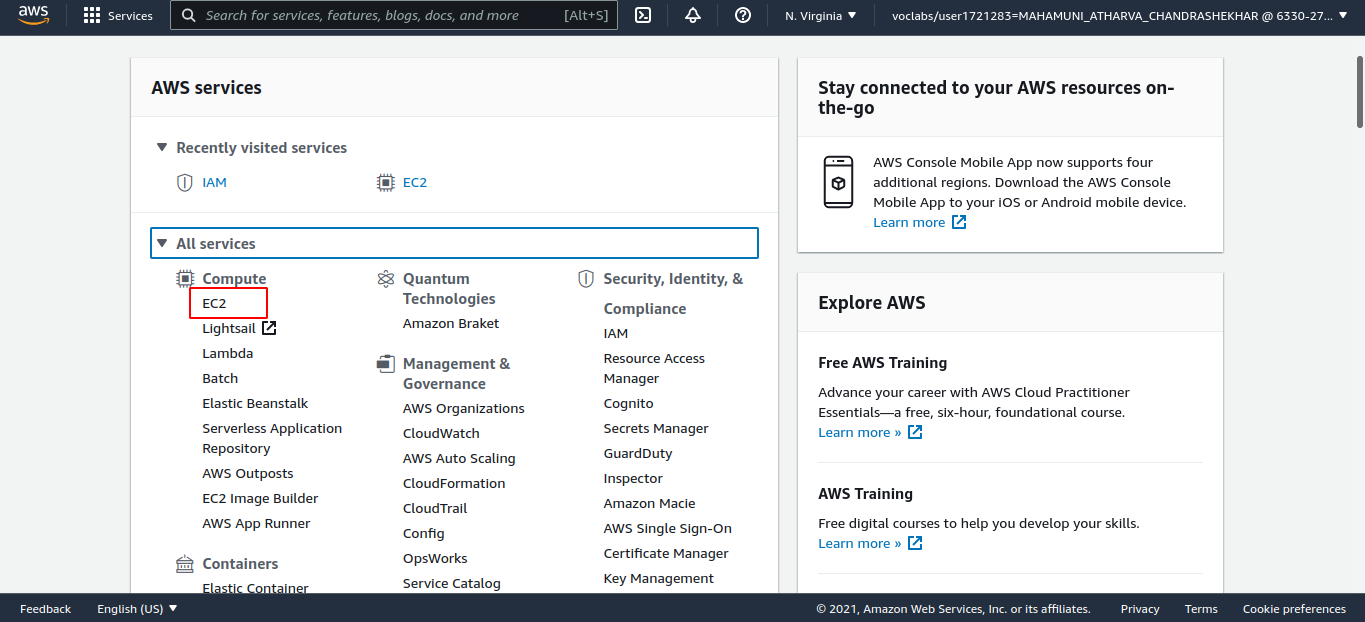 aws
Services
Search for services, features, blogs, docs, and more
[Alt+S]
N. Virginia
voclabs/user1721283=MAHAMUNI_ATHARVA_CHANDRASHEKHAR @ 6330-27...
AWS services
Recently visited services
IAM
EC2
All services
Compute
EC2
Lightsail
Lambda
Batch
Elastic Beanstalk
Serverless Application
Repository
AWS Outposts
EC2 Image Builder
AWS App Runner
Containers
Elastic Container
Quantum
Technologies
Amazon Braket
Management &
Governance
AWS Organizations
CloudWatch
AWS Auto Scaling
CloudFormation
CloudTrail
Config
OpsWorks
Service Catalog
Security, Identity, &
Compliance
IAM
Resource Access
Manager
Cognito
Secrets Manager
GuardDuty
Inspector
Amazon Macie
AWS Single Sign-On
Certificate Manager
Key Management
Stay connected to your AWS resources on-
the-go
AWS Console Mobile App now supports four
additional regions. Download the AWS Console
Mobile App to your iOS or Android mobile device.
Learn more
Explore AWS
Free AWS Training
Advance your career with AWS Cloud Practitioner
Essentials—a free, six-hour, foundational course.
Learn more »
AWS Training
Free digital courses to help you develop your skills.
Learn more »
Feedback
English (US)
© 2021, Amazon Web Services, Inc. or its affiliates.
Privacy
Terms
Cookie preferences